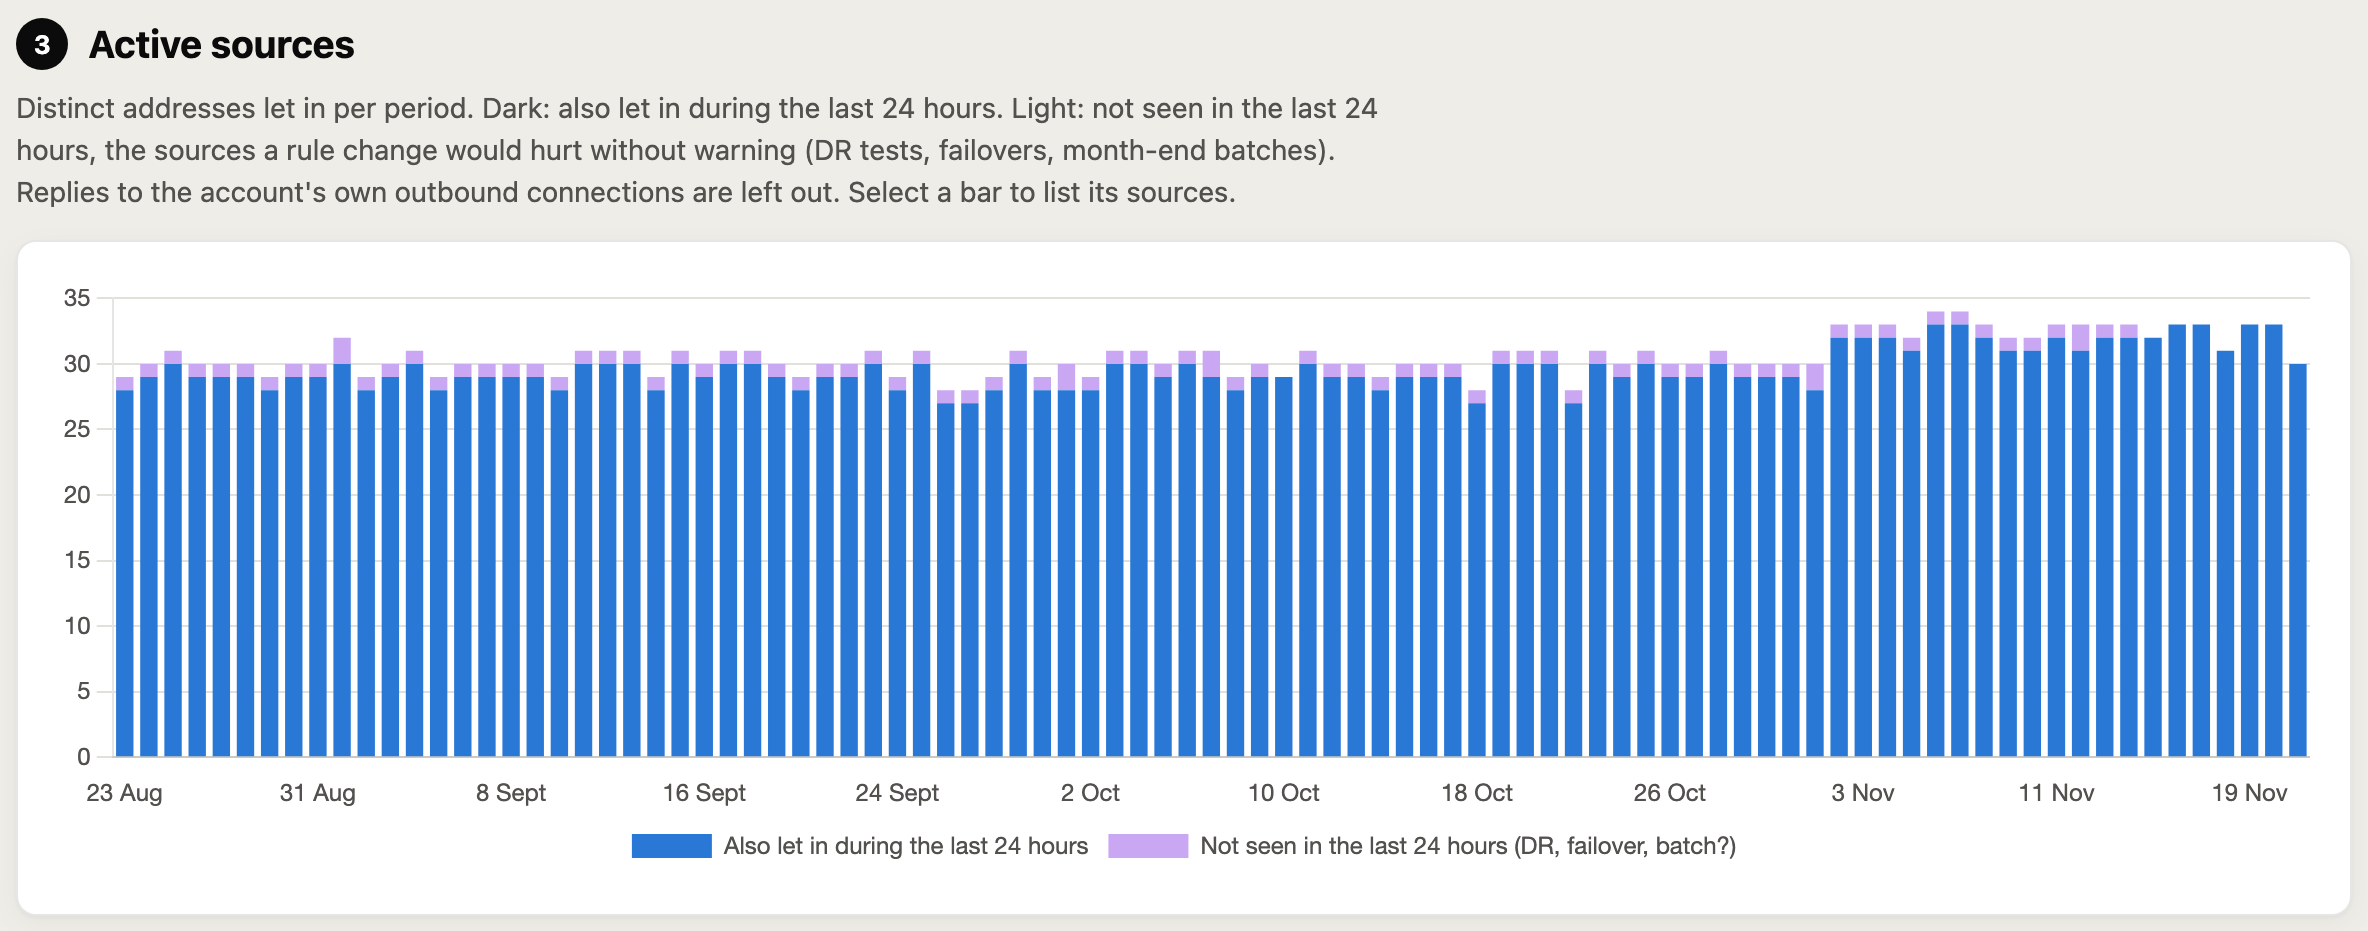 3 Active sources
Distinct addresses let in per period. Dark: also let in during the last 24 hours. Light: not seen in the last 24
hours, the sources a rule change would hurt without warning (DR tests, failovers, month-end batches).
Replies to the account's own outbound connections are left out. Select a bar to list its sources.
35
30
25
20
15
10
5
0
23 Aug 31 Aug 8 Sept 16 Sept 24 Sept 2 Oct 10 Oct 18 Oct 26 Oct 3 Nov 11 Nov 19 Nov
Also let in during the last 24 hours Not seen in the last 24 hours (DR, failover, batch?)